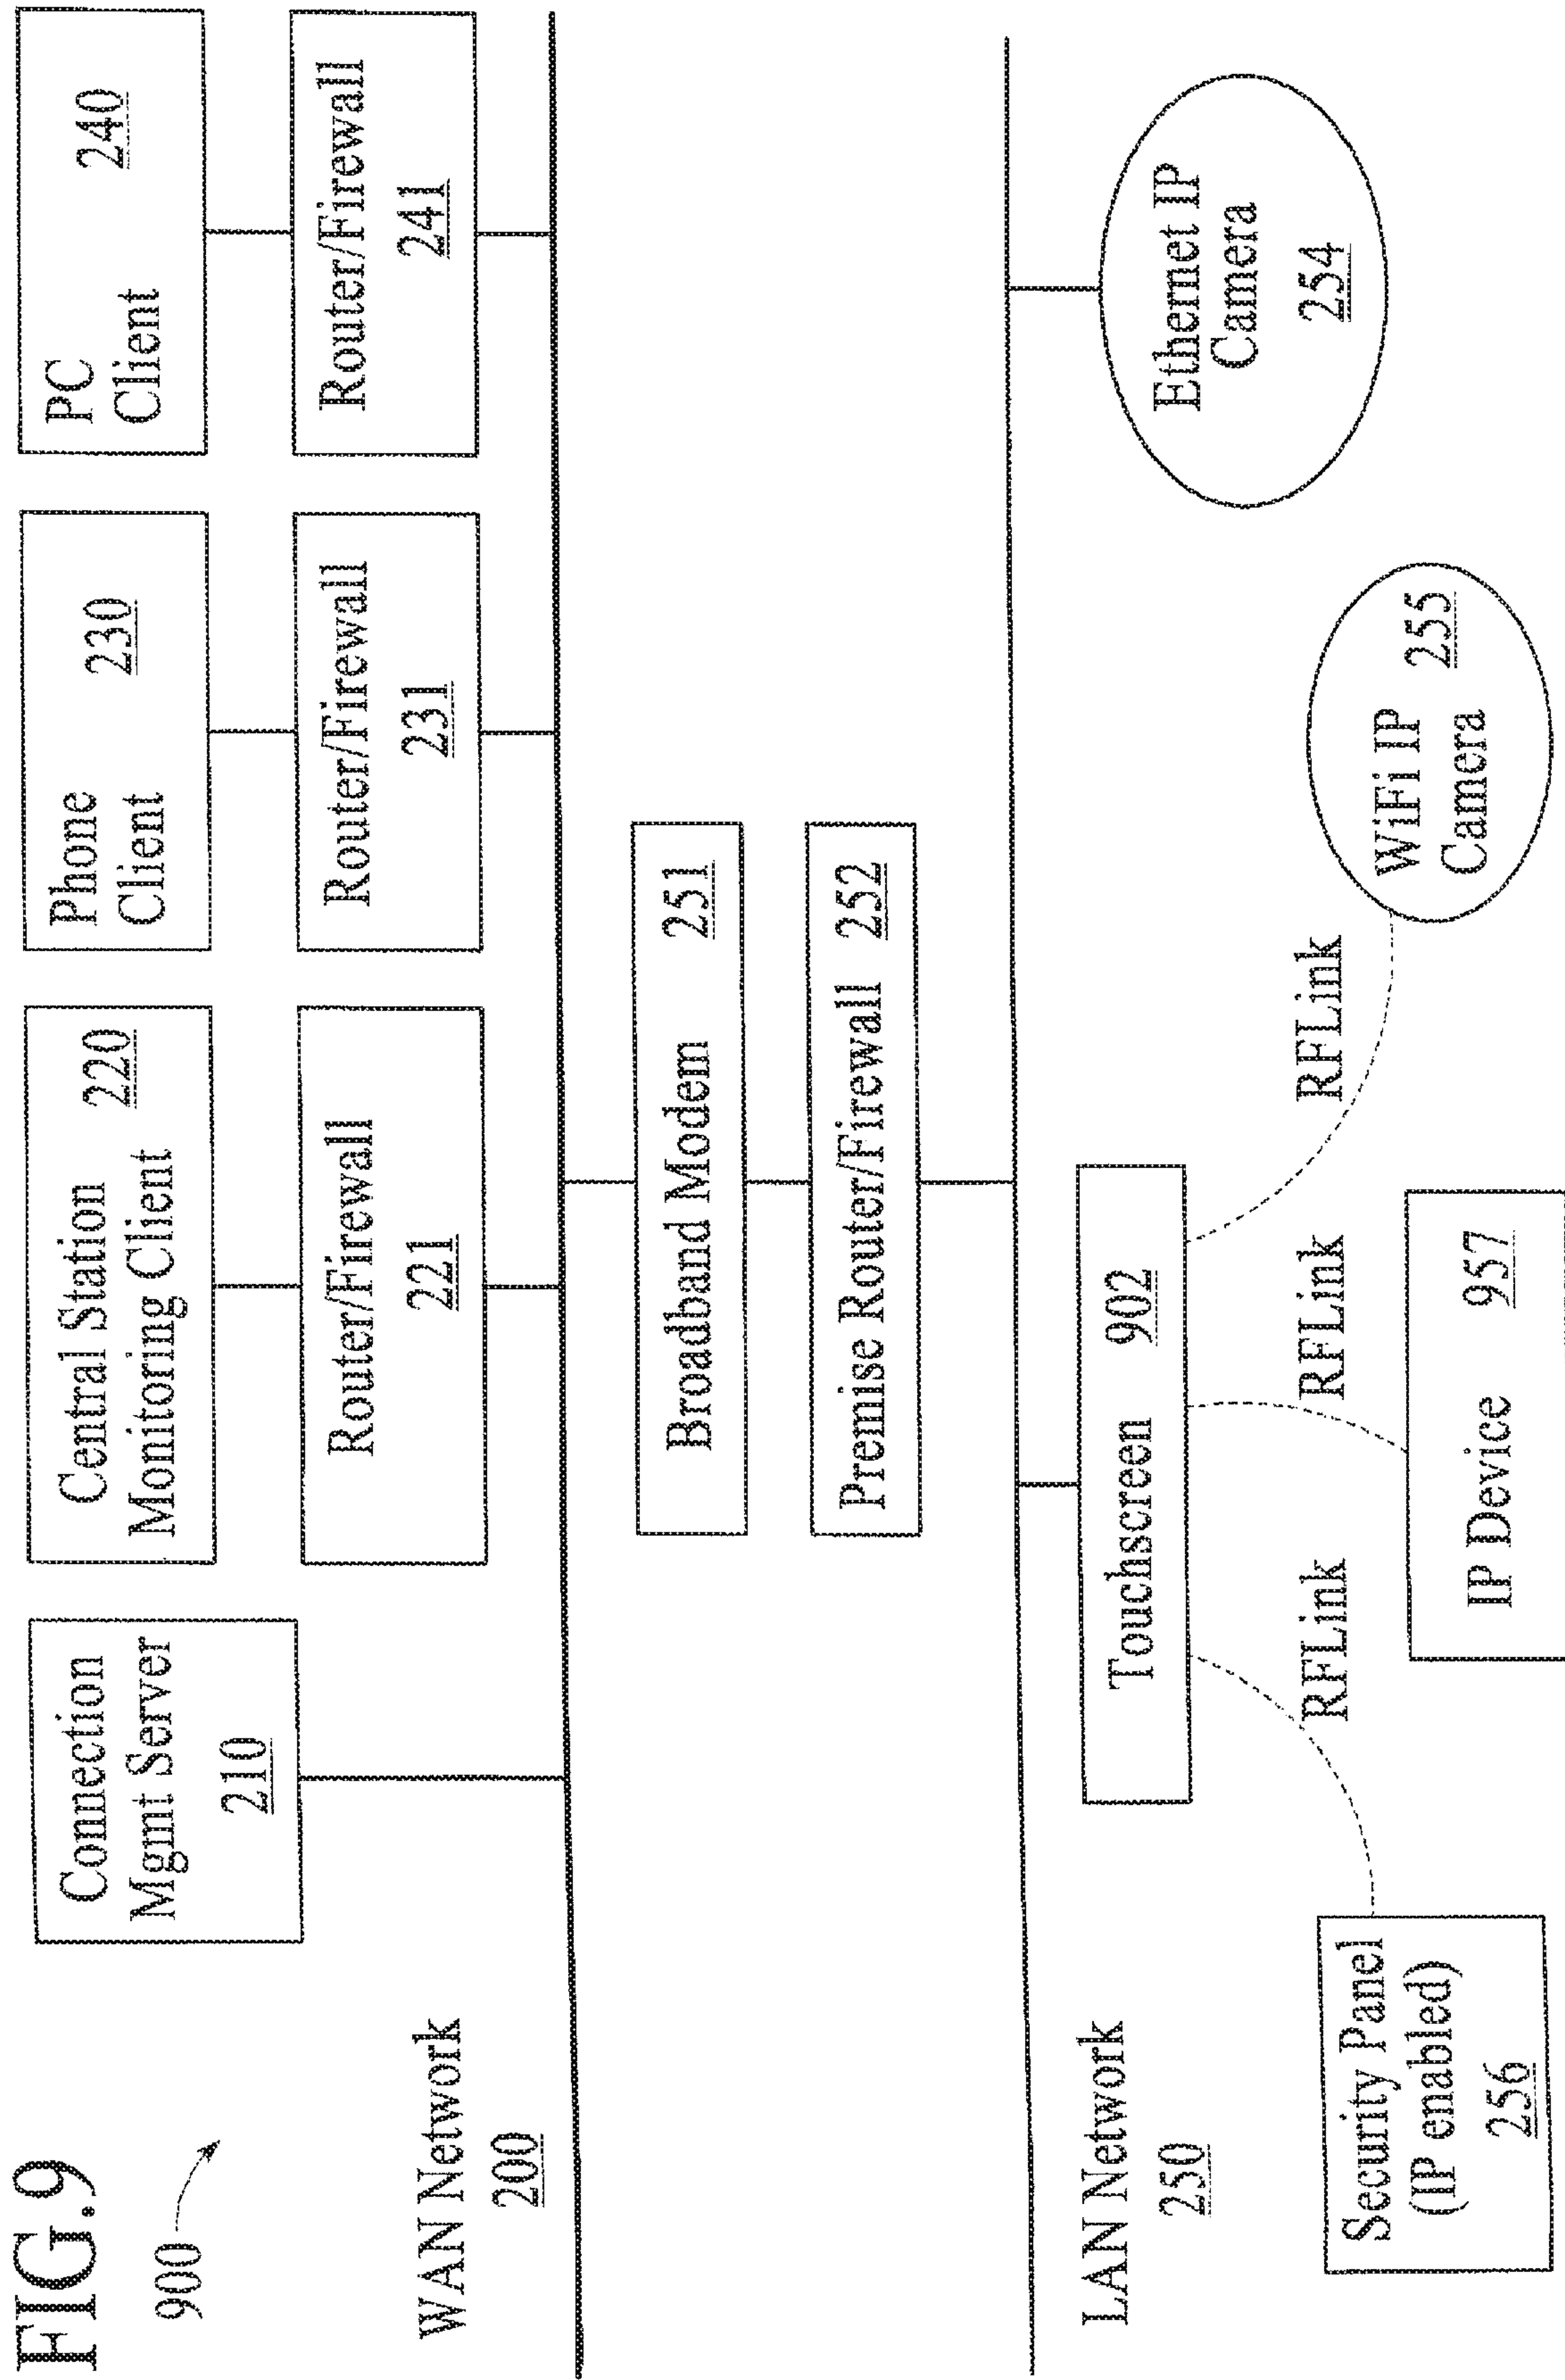 FIG.9
900
Connection
Mgmt Server
210
Central Station
Monitoring Client 220
Phone
Client
230
PC
Client
240
Router/Firewall
221
Router/Firewall
231
Router/Firewall
241
WAN Network
200
Broadband Modem 251
Premise Router/Firewall 252
LAN Network
250
Touchscreen 902
Ethernet IP
Camera
254
RFLink
RFLink
RFLink
Security Panel
(IP enabled)
256
IP Device 957
WiFi IP
Camera
255